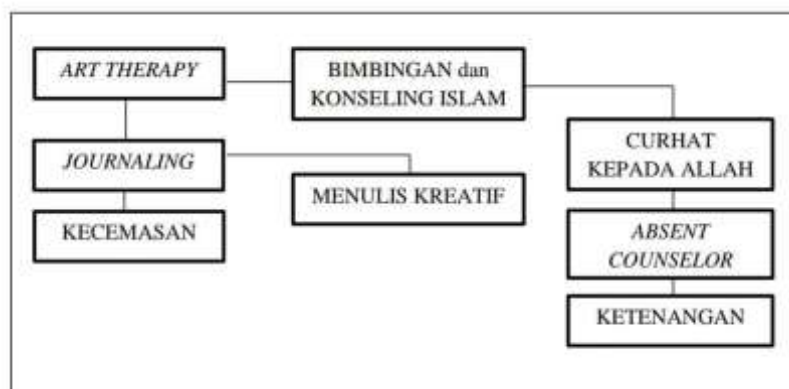 ART THERAPY
BIMBINGAN dan
KONSELING ISLAM
JOURNALING
MENULIS KREATIF
KECEMASAN
CURHAT
KEPADA ALLAH
ABSENT
COUNSELOR
KETENANGAN